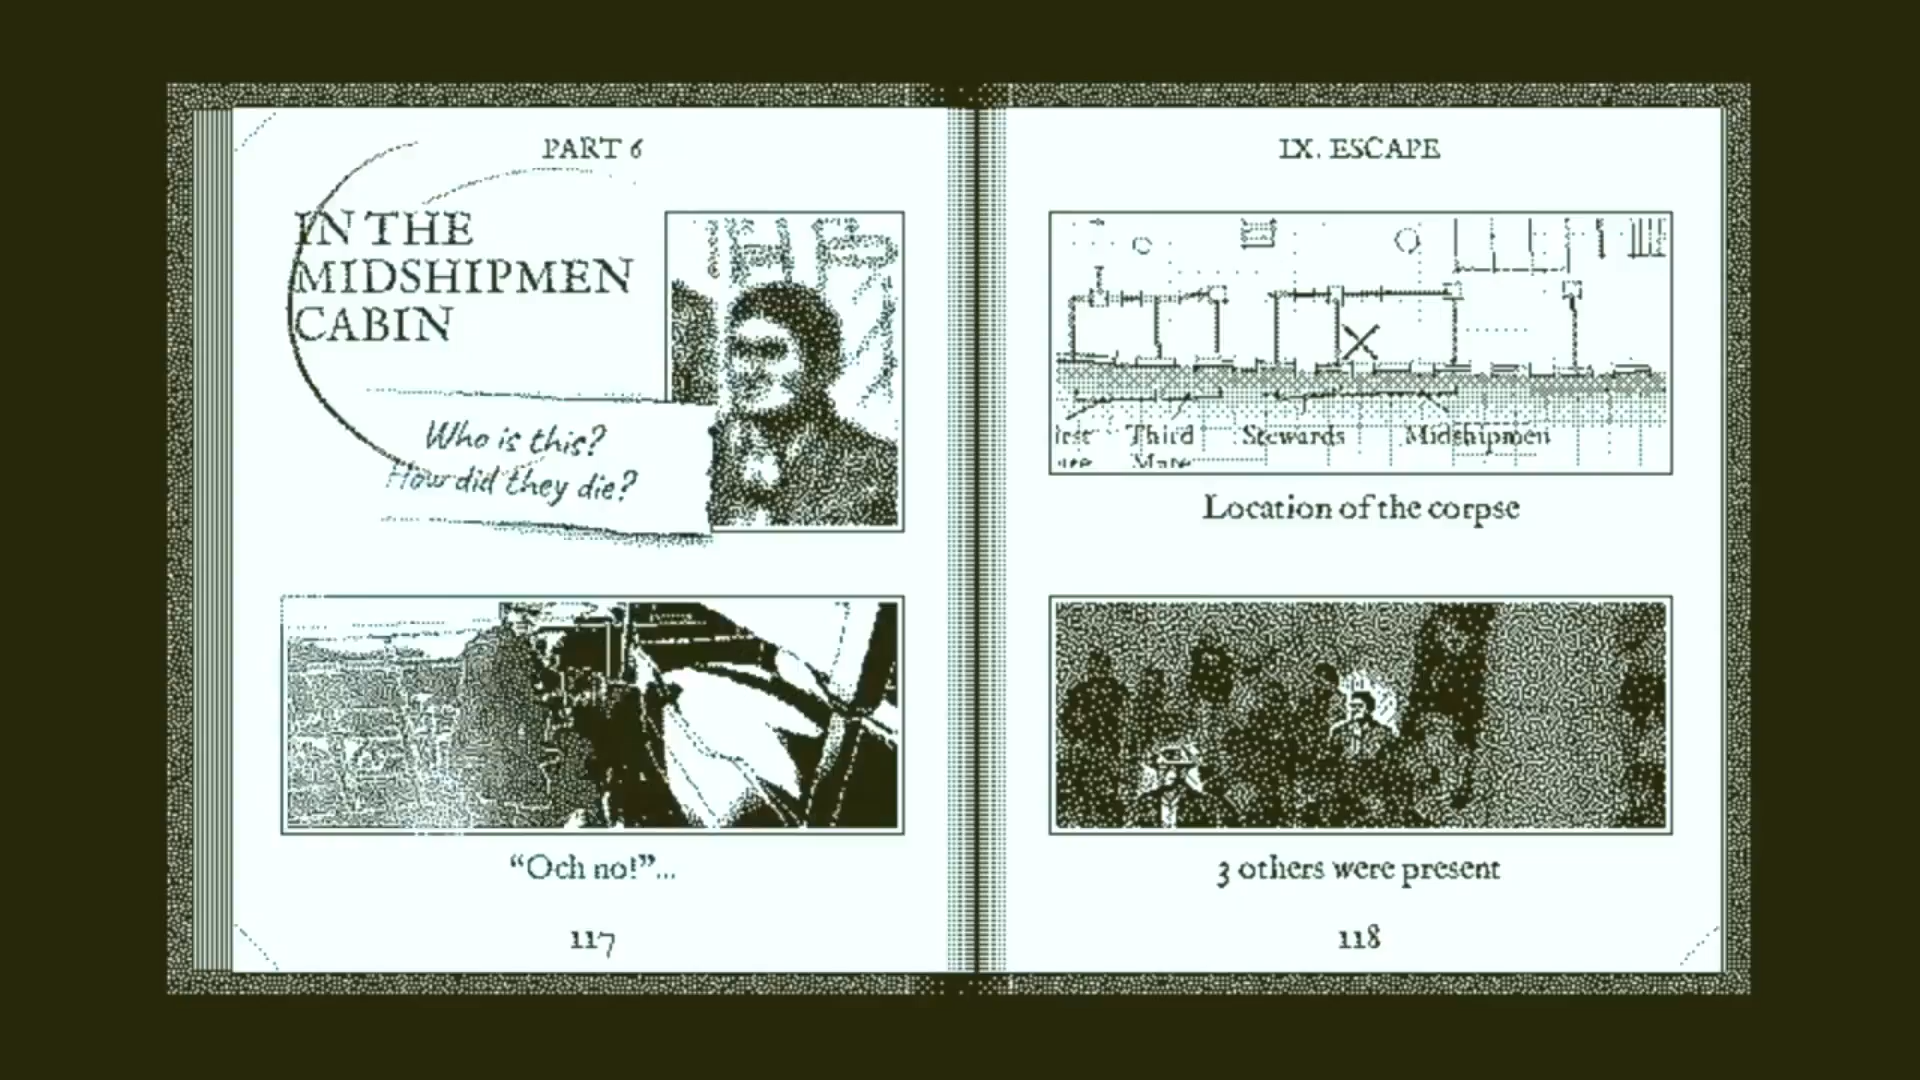 PART 6
IN THE
MIDSHIPMEN
CABIN
Who is this?
How did they die?
“Och no!”...
117
IX. ESCAPE
Third Stewards Midshipmen
Mate
Location of the corpse
3 others were present
118